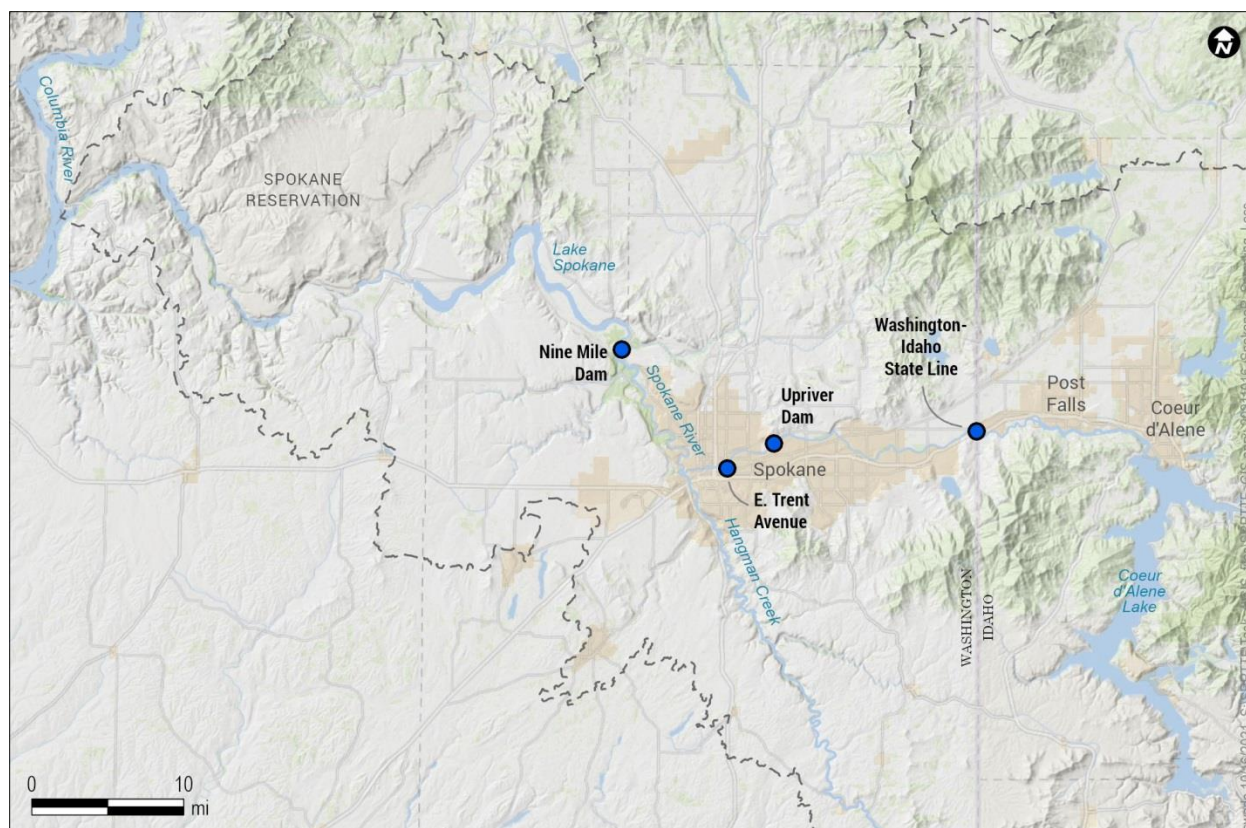 N
Columbia River
SPOKANE
RESERVATION
Lake
Spokane
Nine Mile
Dam
Spokane River
Washington-
Idaho
State Line
Upriver
Dam
Post
Falls
Coeur
d'Alene
Spokane
E. Trent
Avenue
Hangman Creek
Coeur
d'Alene
Lake
WASHINGTON
IDAHO
0
10
mi